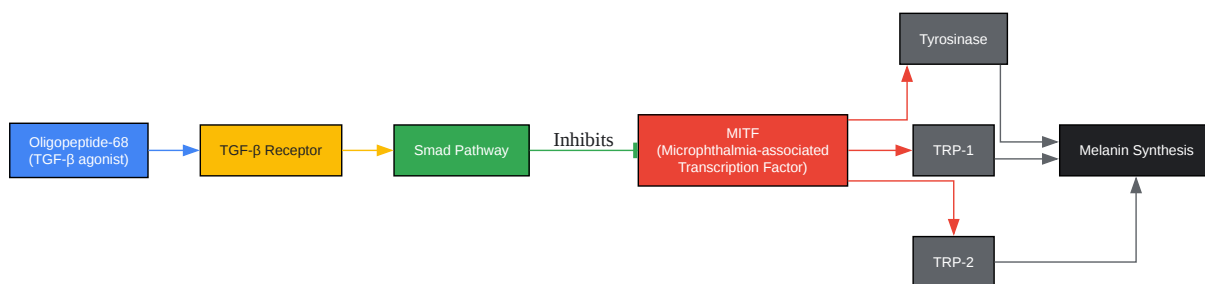 Oligopeptide-68
(TGF-β agonist)
TGF-β Receptor
Smad Pathway
Inhibits
MITF
(Microphthalmia-associated
Transcription Factor)
Tyrosinase
TRP-1
TRP-2
Melanin Synthesis